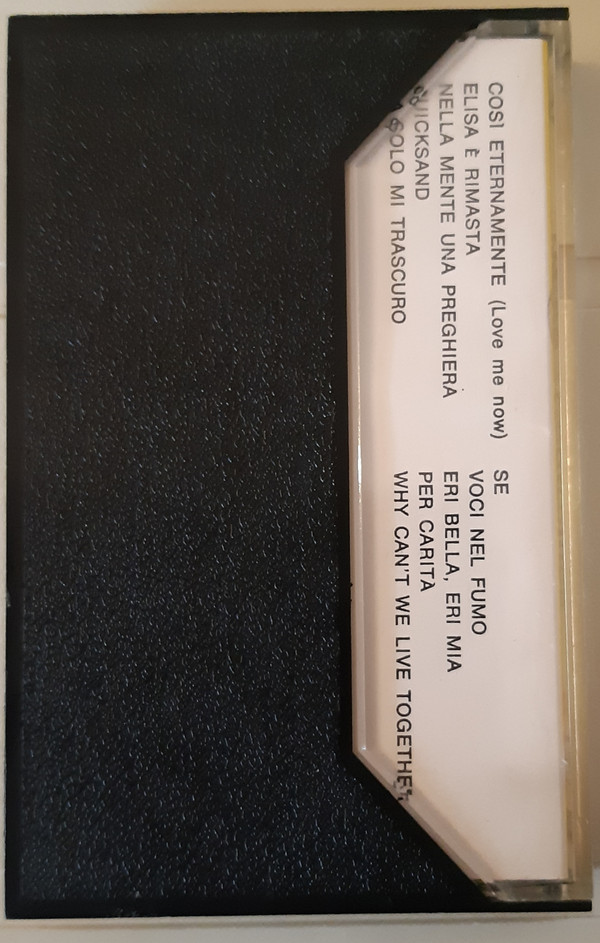 COSÌ ETERNAMENTE (Love me now)
ELISA È RIMASTA
NELLA MENTE UNA PREGHIERA
QUICKSAND
SOLO MI TRASCURO
SE
VOCI NEL FUMO
ERI BELLA, ERI MIA
PER CARITÀ
WHY CAN'T WE LIVE TOGETHER